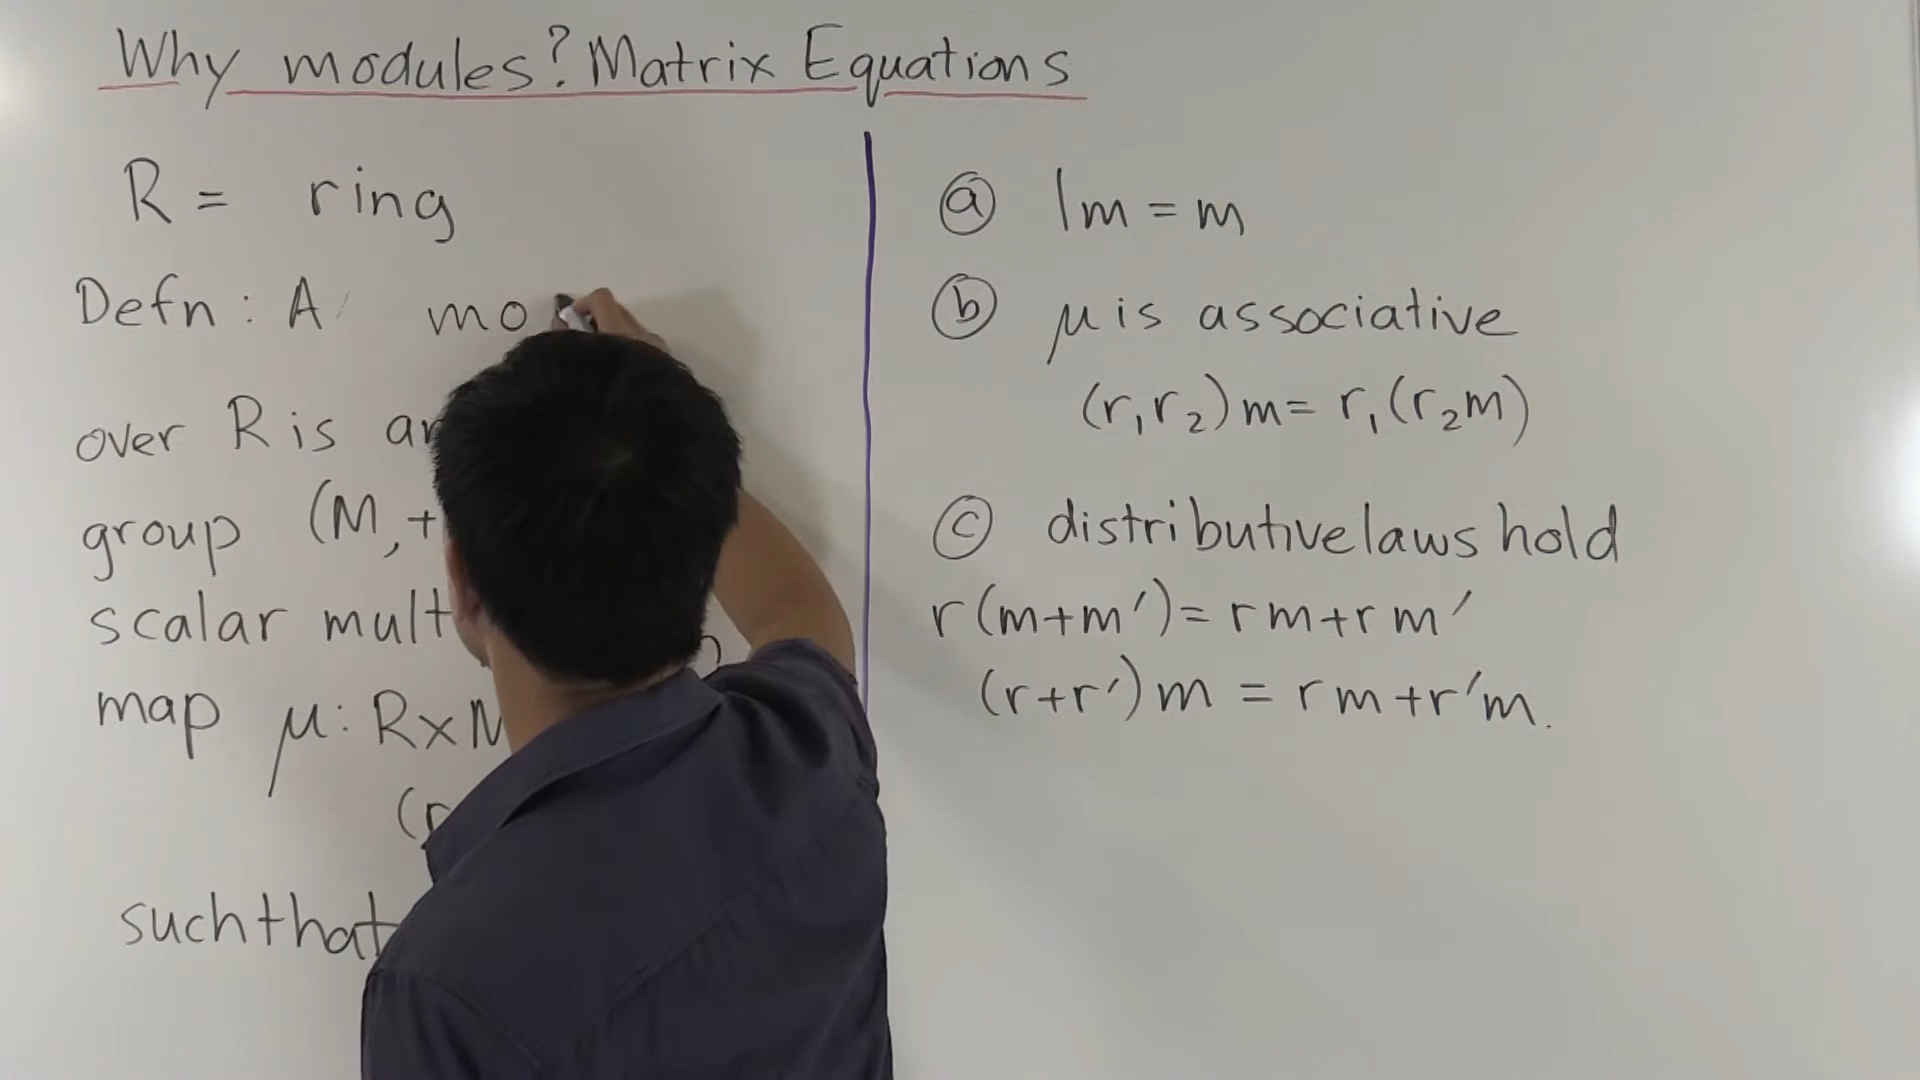 Why modules? Matrix Equations
R = ring
Defn: A mo
over R is an
group (M,+
scalar mult
map μ: R×M
(r
such that
ⓐ 1m = m
ⓑ μ is associative
(r₁r₂)m = r₁(r₂m)
ⓒ distributive laws hold
r(m+m′) = rm+rm′
(r+r′)m = rm+r′m.